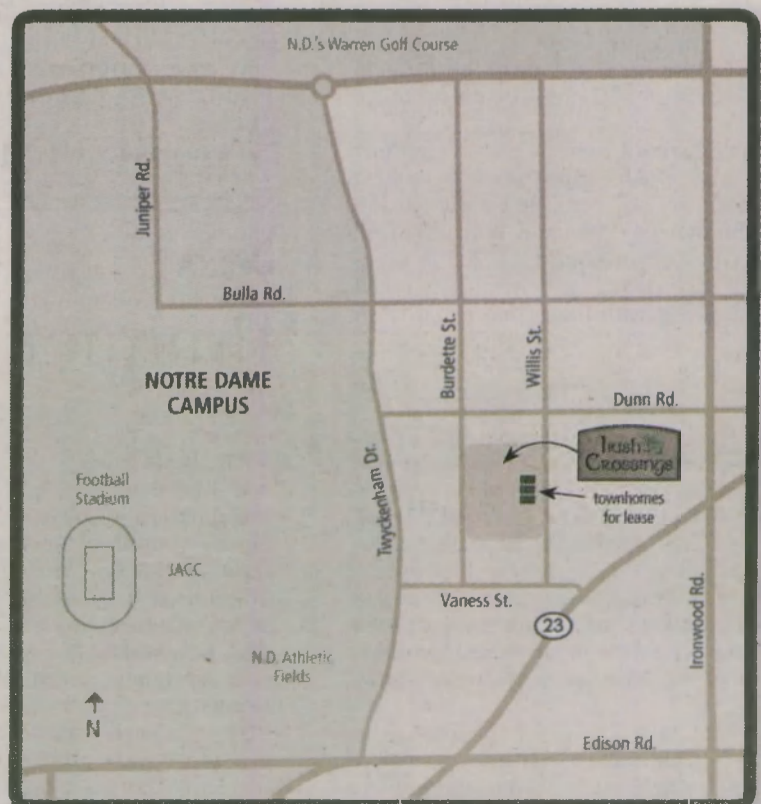 N.D.'s Warren Golf Course
Juniper Rd.
Bulla Rd.
Burdette St.
Willis St.
NOTRE DAME
CAMPUS
Dunn Rd.
Irish
Crossings
Football
Stadium
Twyckenham Dr.
townhomes
for lease
JACC
Vaness St.
Ironwood Rd.
23
N.D. Athletic
Fields
N
Edison Rd.